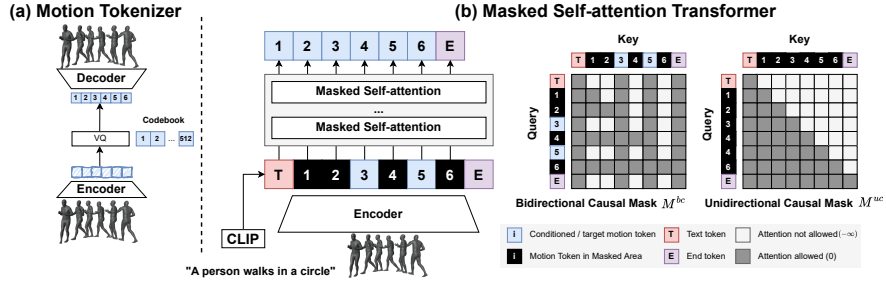 (a) Motion Tokenizer
Decoder
1 2 3 4 5 6
Codebook
VQ
1 2 ... 512
Encoder
(b) Masked Self-attention Transformer
1 2 3 4 5 6 E
Masked Self-attention
...
Masked Self-attention
T 1 2 3 4 5 6 E
Encoder
CLIP
"A person walks in a circle"
Key
T 1 2 3 4 5 6 E
Query
T
1
2
3
4
5
6
E
Bidirectional Causal Mask M^{bc}
Key
T 1 2 3 4 5 6 E
Query
T
1
2
3
4
4
6
E
Unidirectional Causal Mask M^{uc}
i Conditioned / target motion token
T Text token
Attention not allowed(−∞)
i Motion Token in Masked Area
E End token
Attention allowed (0)